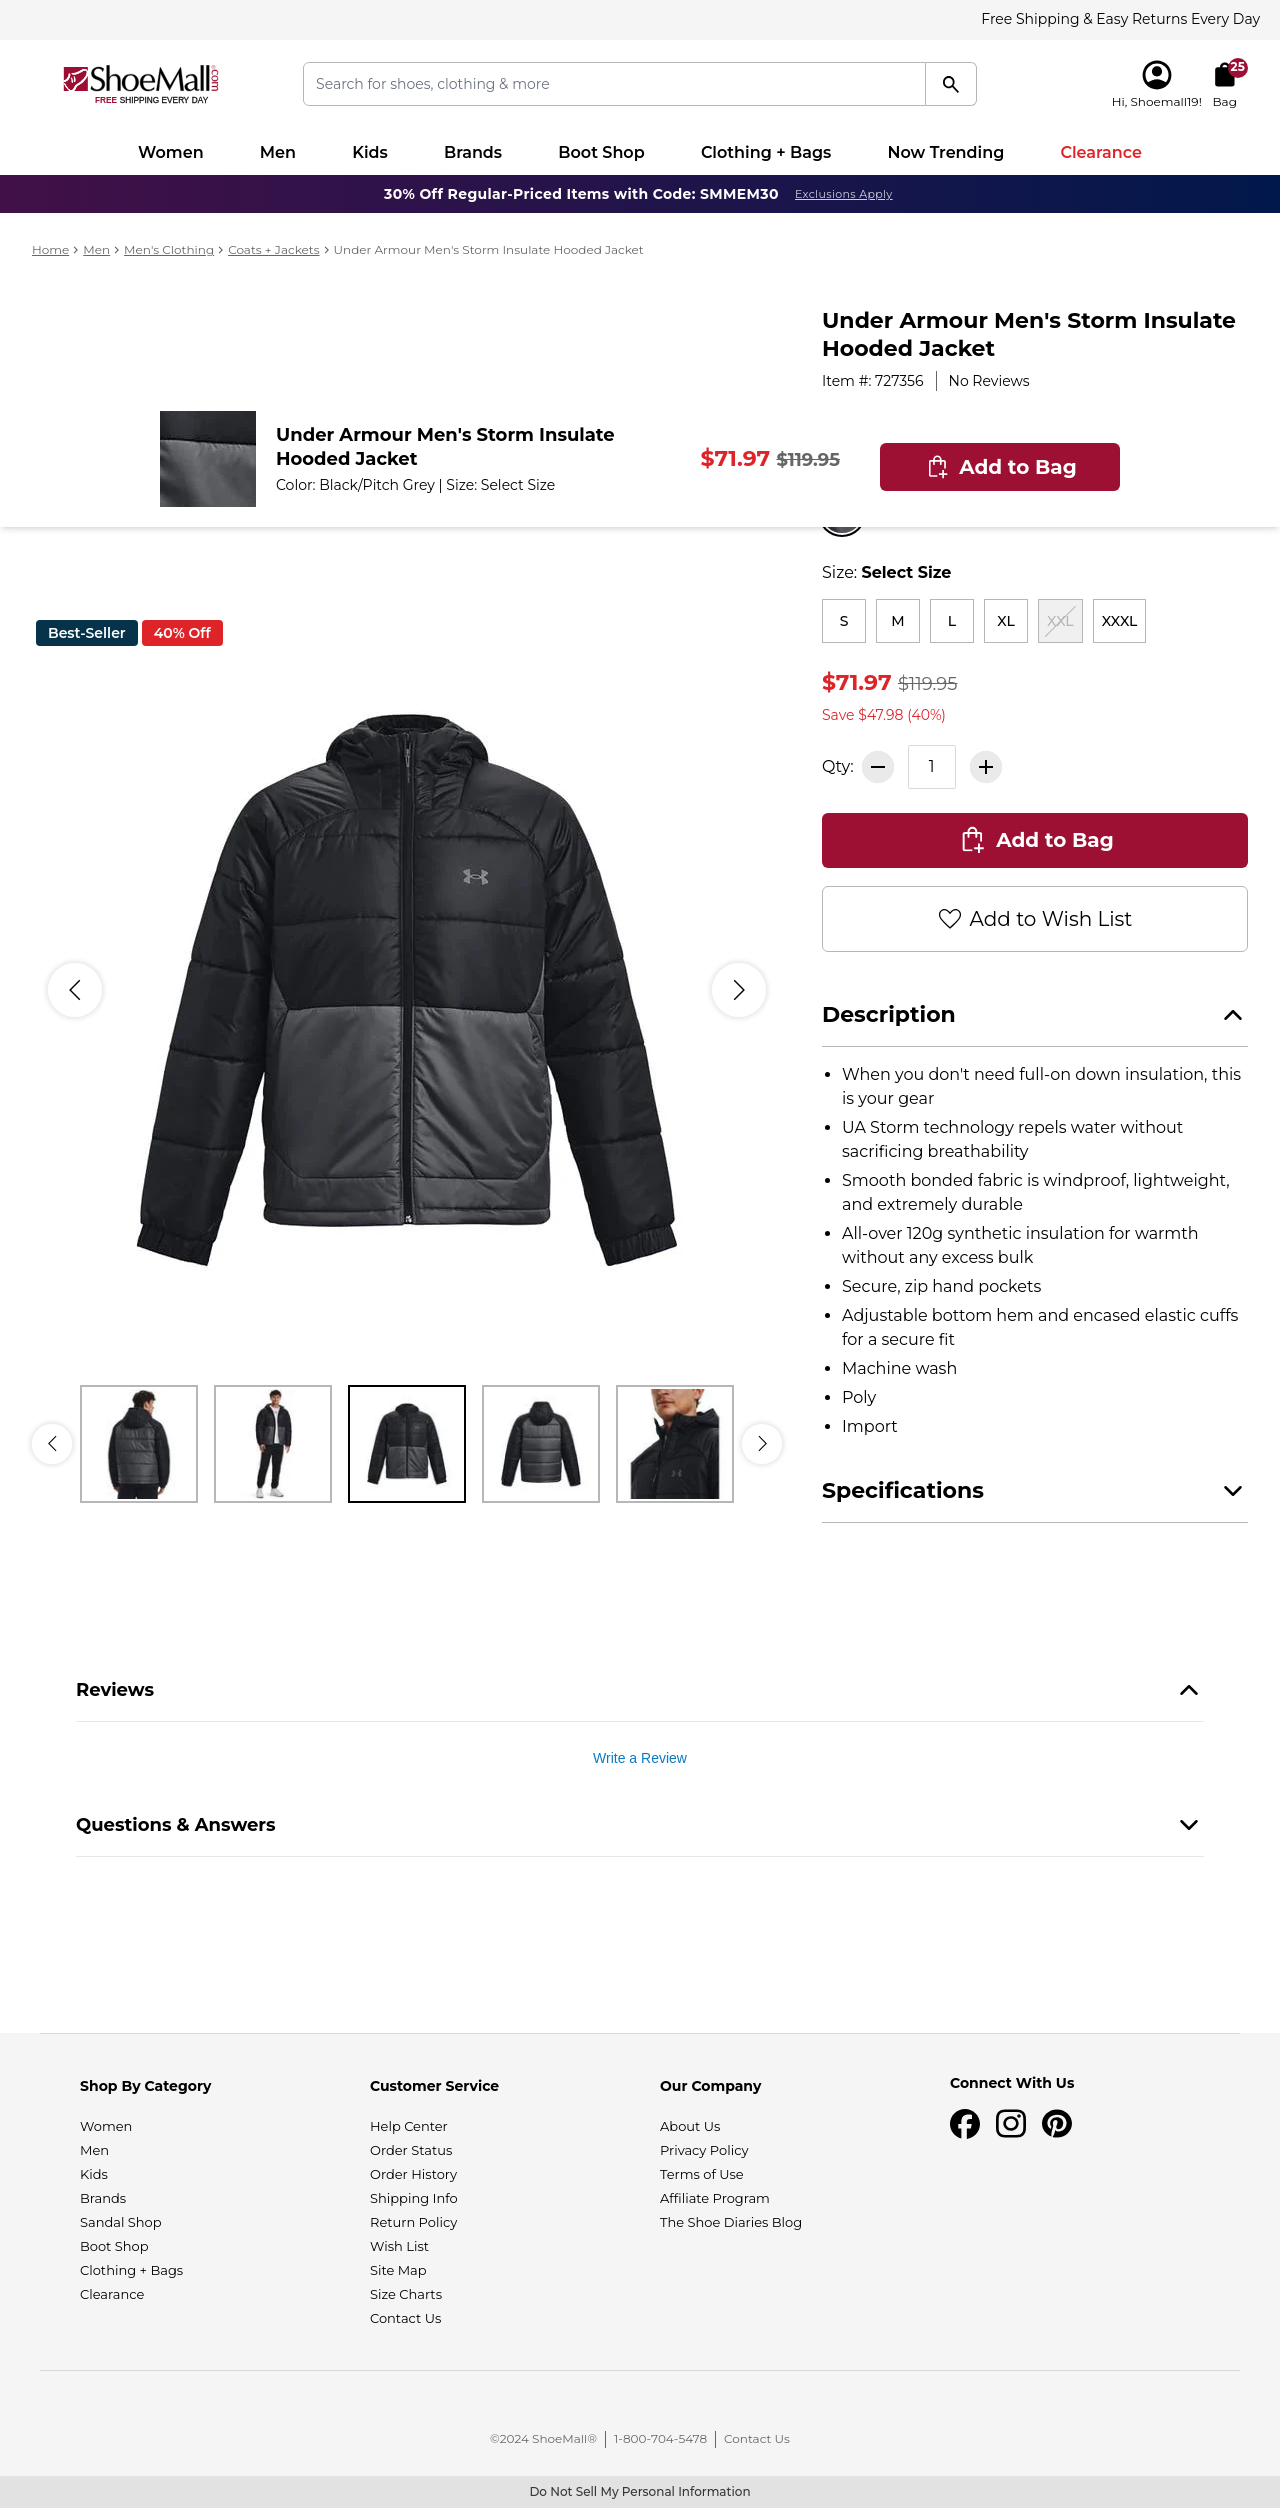 Free Shipping & Easy Returns Every Day
ShoeMall.com
FREE SHIPPING EVERY DAY
Search for shoes, clothing & more
25
Hi, Shoemall19!
Bag
Women
Men
Kids
Brands
Boot Shop
Clothing + Bags
Now Trending
Clearance
30% Off Regular-Priced Items with Code: SMMEM30 Exclusions Apply
Home > Men > Men's Clothing > Coats + Jackets > Under Armour Men's Storm Insulate Hooded Jacket
Under Armour Men's Storm Insulate
Hooded Jacket
Item #: 727356 | No Reviews
Under Armour Men's Storm Insulate
Hooded Jacket
Color: Black/Pitch Grey | Size: Select Size
$71.97 $119.95
Add to Bag
Size: Select Size
S
M
L
XL
XXL
XXXL
Best-Seller
40% Off
$71.97 $119.95
Save $47.98 (40%)
Qty: 1
Add to Bag
Add to Wish List
Description
• When you don't need full-on down insulation, this
is your gear
• UA Storm technology repels water without
sacrificing breathability
• Smooth bonded fabric is windproof, lightweight,
and extremely durable
• All-over 120g synthetic insulation for warmth
without any excess bulk
• Secure, zip hand pockets
• Adjustable bottom hem and encased elastic cuffs
for a secure fit
• Machine wash
• Poly
• Import
Specifications
Reviews
Write a Review
Questions & Answers
Shop By Category
Women
Men
Kids
Brands
Sandal Shop
Boot Shop
Clothing + Bags
Clearance
Customer Service
Help Center
Order Status
Order History
Shipping Info
Return Policy
Wish List
Site Map
Size Charts
Contact Us
Our Company
About Us
Privacy Policy
Terms of Use
Affiliate Program
The Shoe Diaries Blog
Connect With Us
©2024 ShoeMall® | 1-800-704-5478 | Contact Us
Do Not Sell My Personal Information